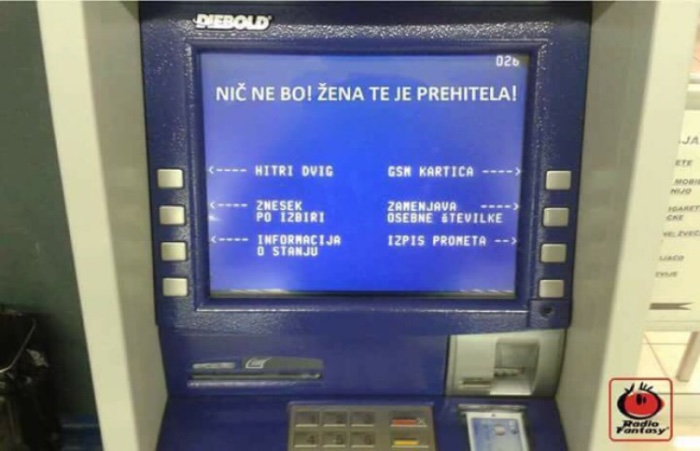 DIEBOLD
026
NIČ NE BO! ŽENA TE JE PREHITELA!
<---- HITRI DVIG
GSM KARTICA ---->
<---- ZNESEK
PO IZBIRI
ZAMENJAVA --->
OSEBNE šTEVILKE
<---- INFORMACIJA
O STANJU
IZPIS PROMETA -->
Radio
Fantasy